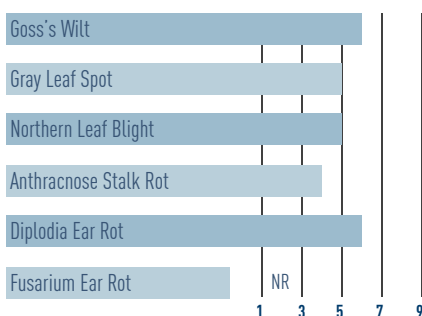 Goss's Wilt
Gray Leaf Spot
Northern Leaf Blight
Anthracnose Stalk Rot
Diplodia Ear Rot
Fusarium Ear Rot NR
1 3 5 7 9